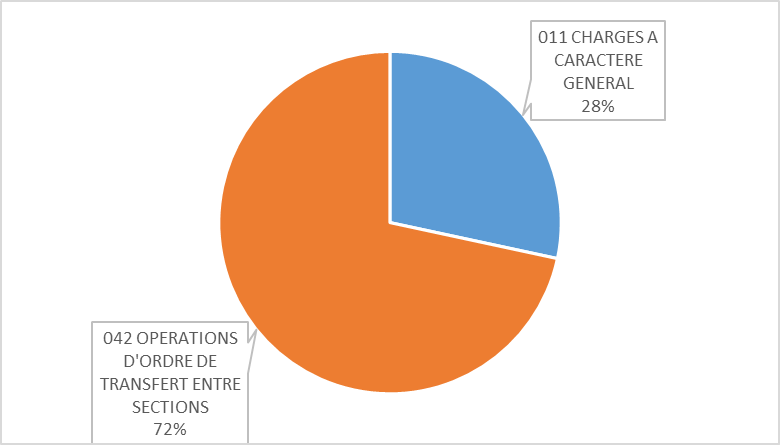 011 CHARGES A
CARACTERE
GENERAL
28%
042 OPERATIONS
D'ORDRE DE
TRANSFERT ENTRE
SECTIONS
72%